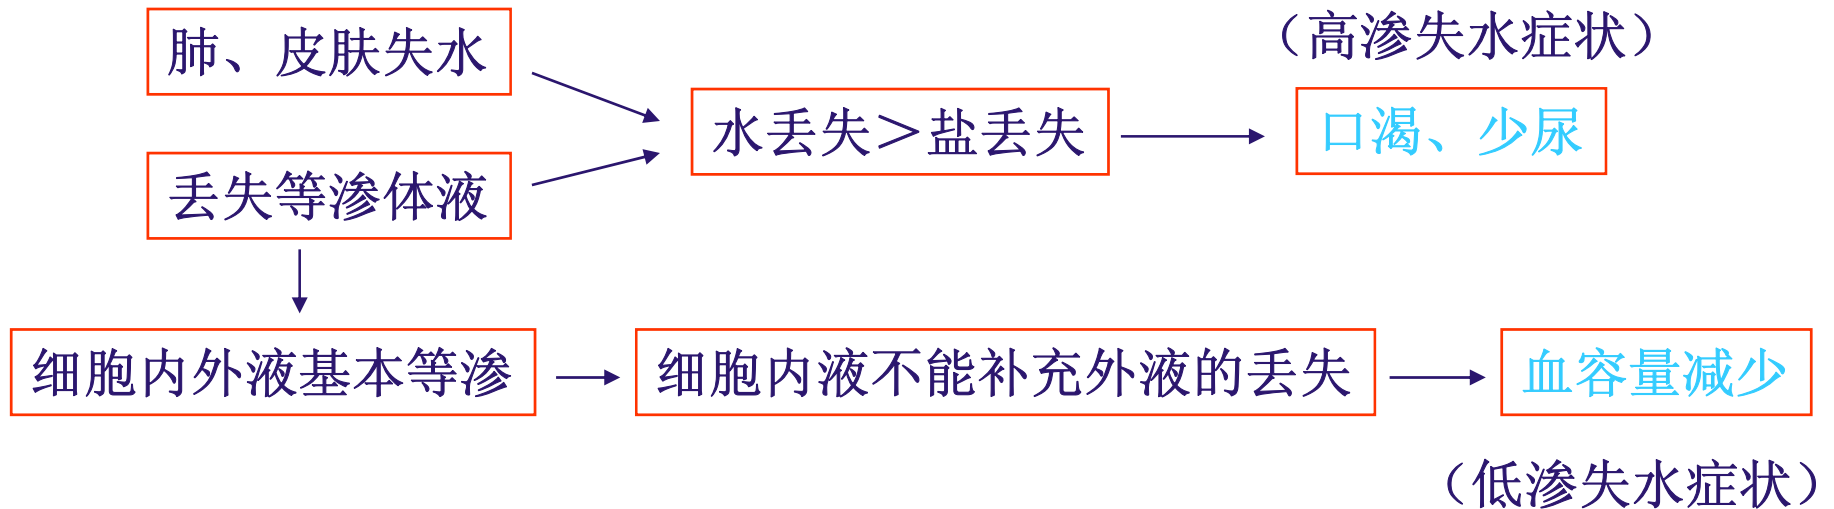 （高渗失水症状）
肺、皮肤失水
水丢失＞盐丢失
口渴、少尿
丢失等渗体液
细胞内外液基本等渗
细胞内液不能补充外液的丢失
血容量减少
（低渗失水症状）